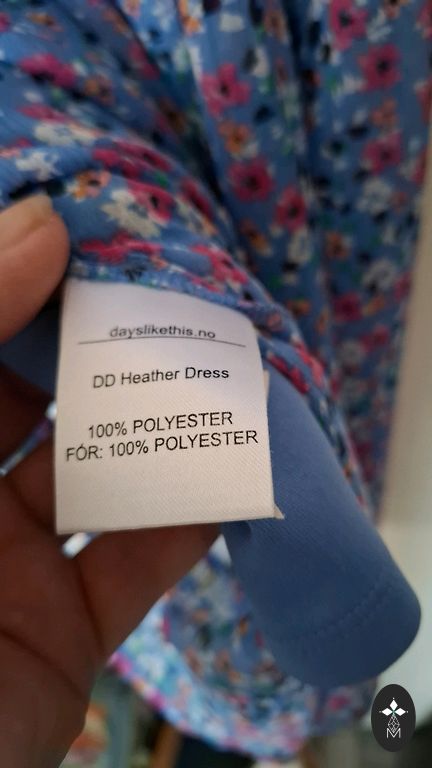 dayslikethis.no
DD Heather Dress
100% POLYESTER
FÓR: 100% POLYESTER